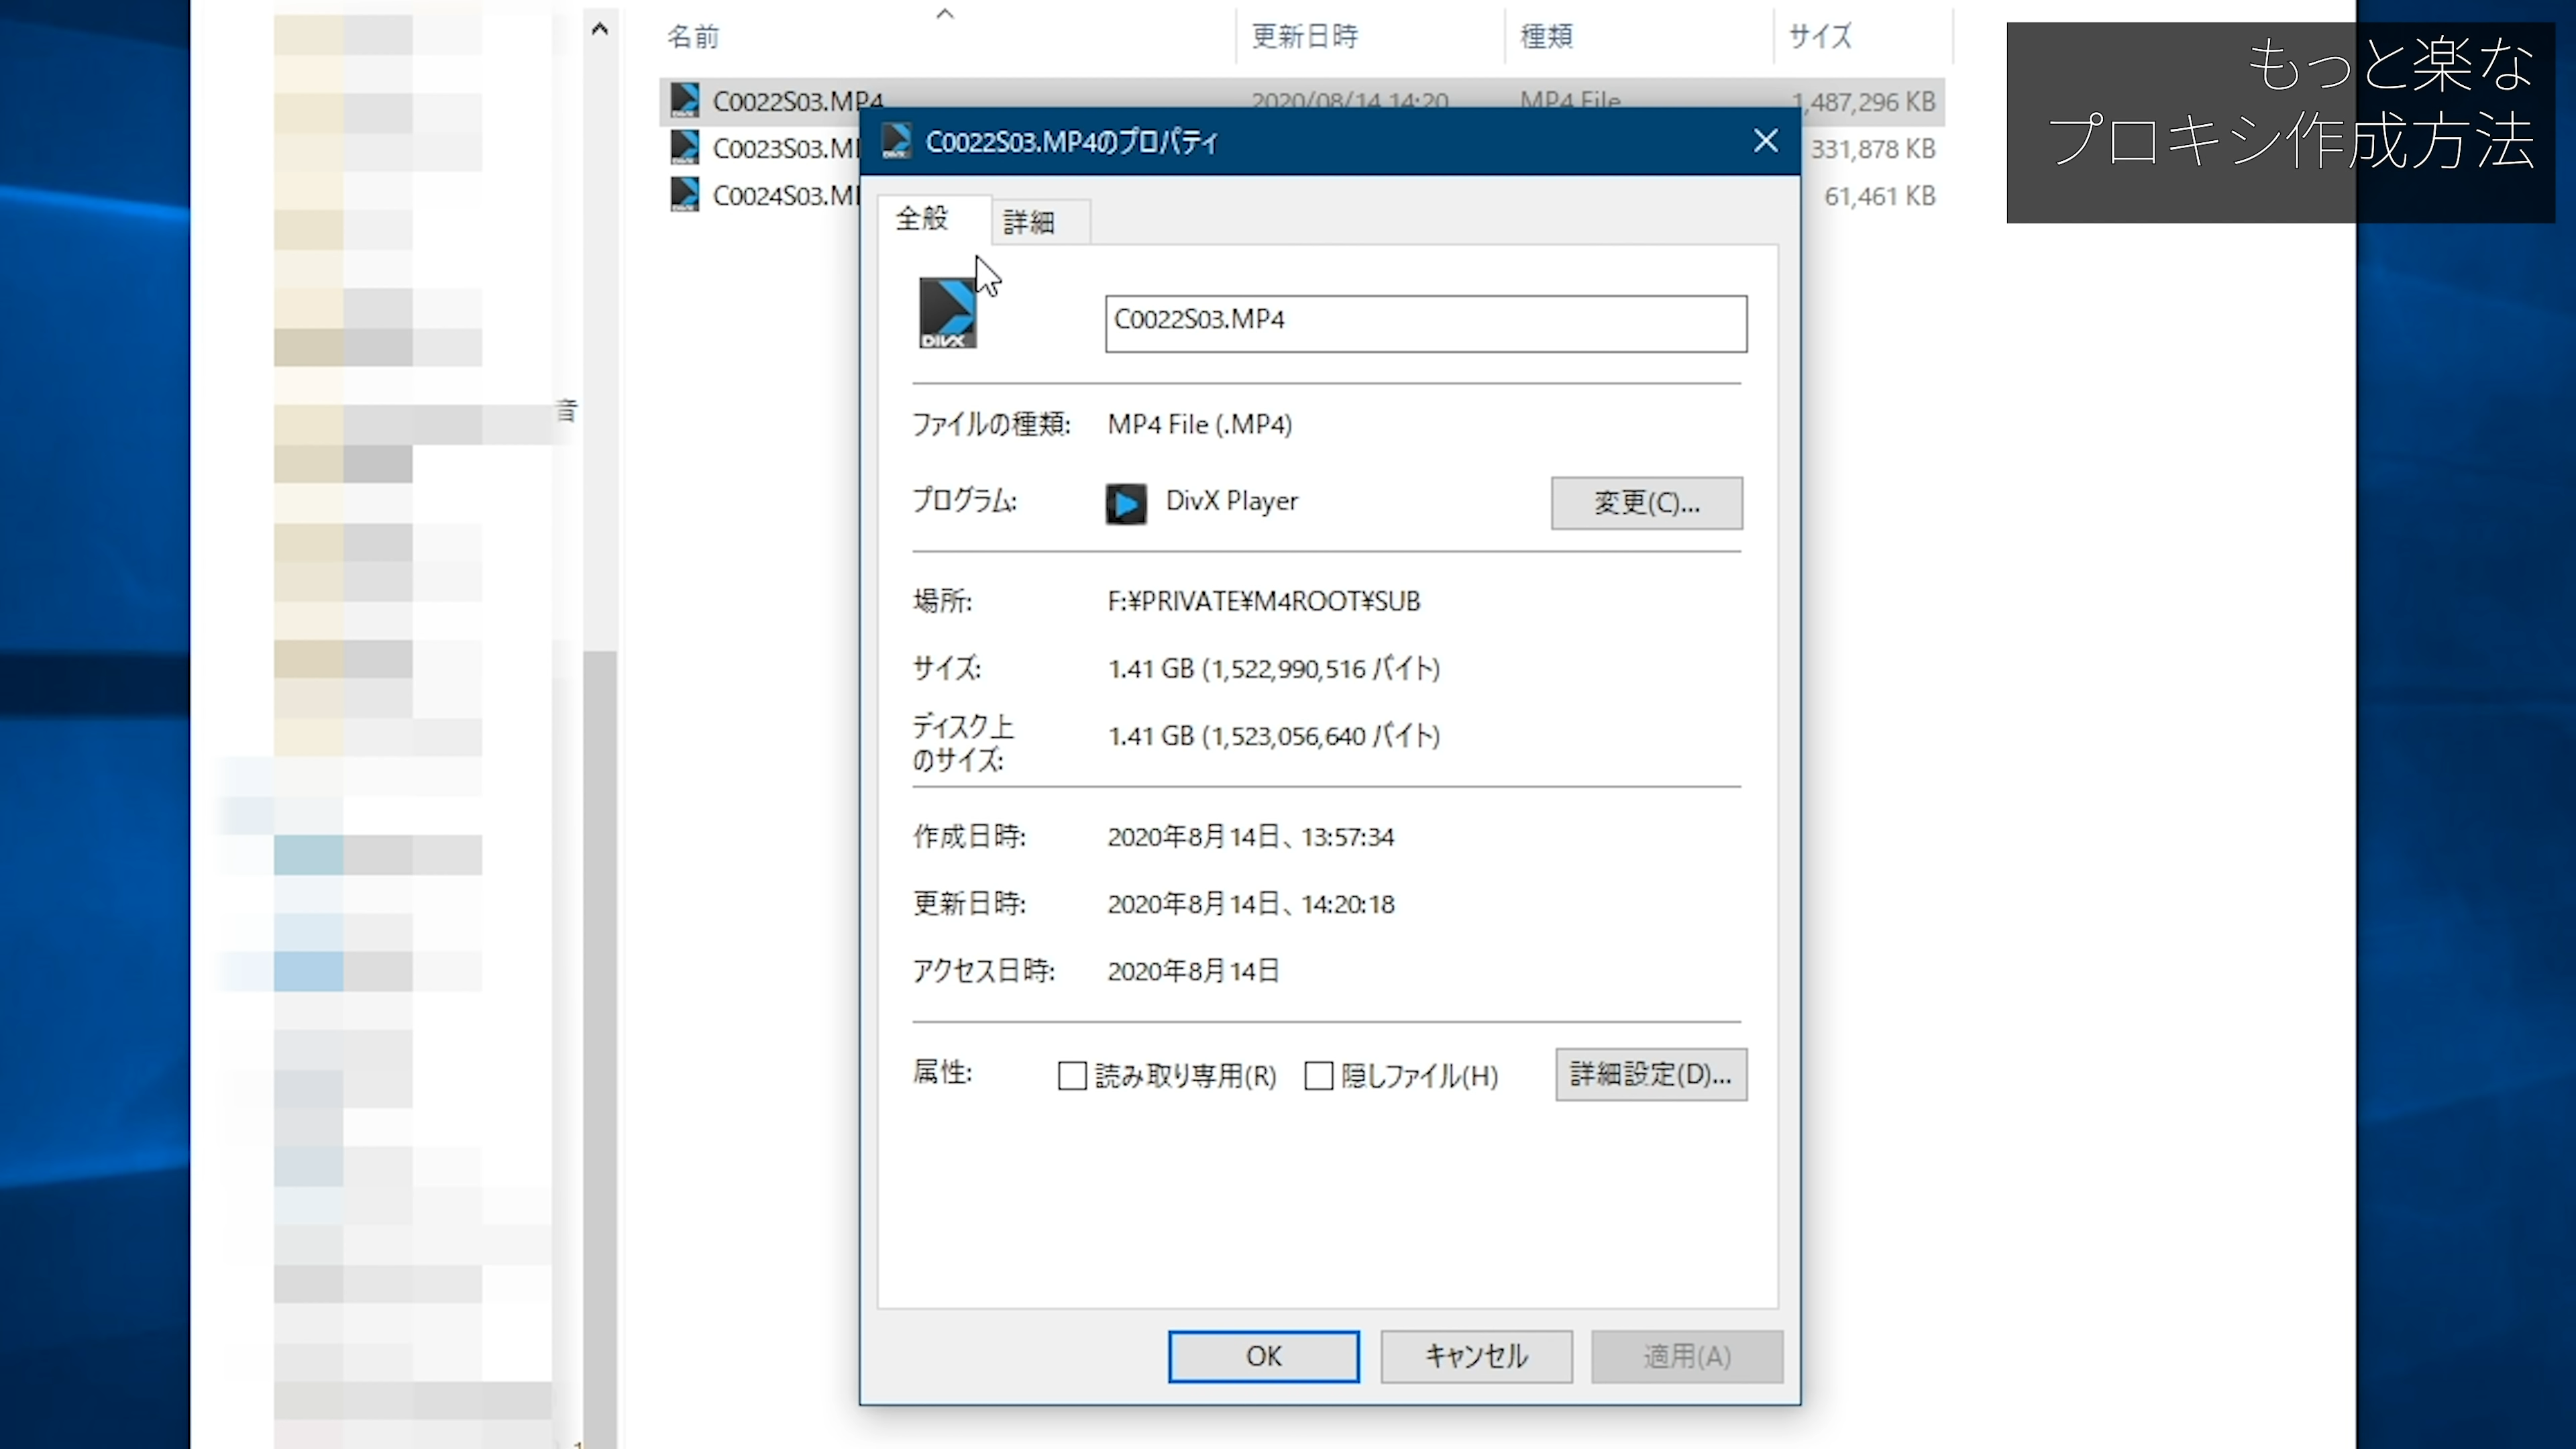 名前 更新日時 種類 サイズ
もっと楽な
プロキシ作成方法
C0022S03.MP4 2020/08/14 14:20 MP4 File 1,487,296 KB
C0023S03.MI 331,878 KB
C0024S03.MI 61,461 KB
C0022S03.MP4のプロパティ
全般 詳細
DIVX
C0022S03.MP4
ファイルの種類: MP4 File (.MP4)
音
プログラム: DivX Player 変更(C)...
場所: F:¥PRIVATE¥M4ROOT¥SUB
サイズ: 1.41 GB (1,522,990,516 バイト)
ディスク上
のサイズ: 1.41 GB (1,523,056,640 バイト)
作成日時: 2020年8月14日、13:57:34
更新日時: 2020年8月14日、14:20:18
アクセス日時: 2020年8月14日
属性: 読み取り専用(R) 隠しファイル(H) 詳細設定(D)...
OK キャンセル 適用(A)